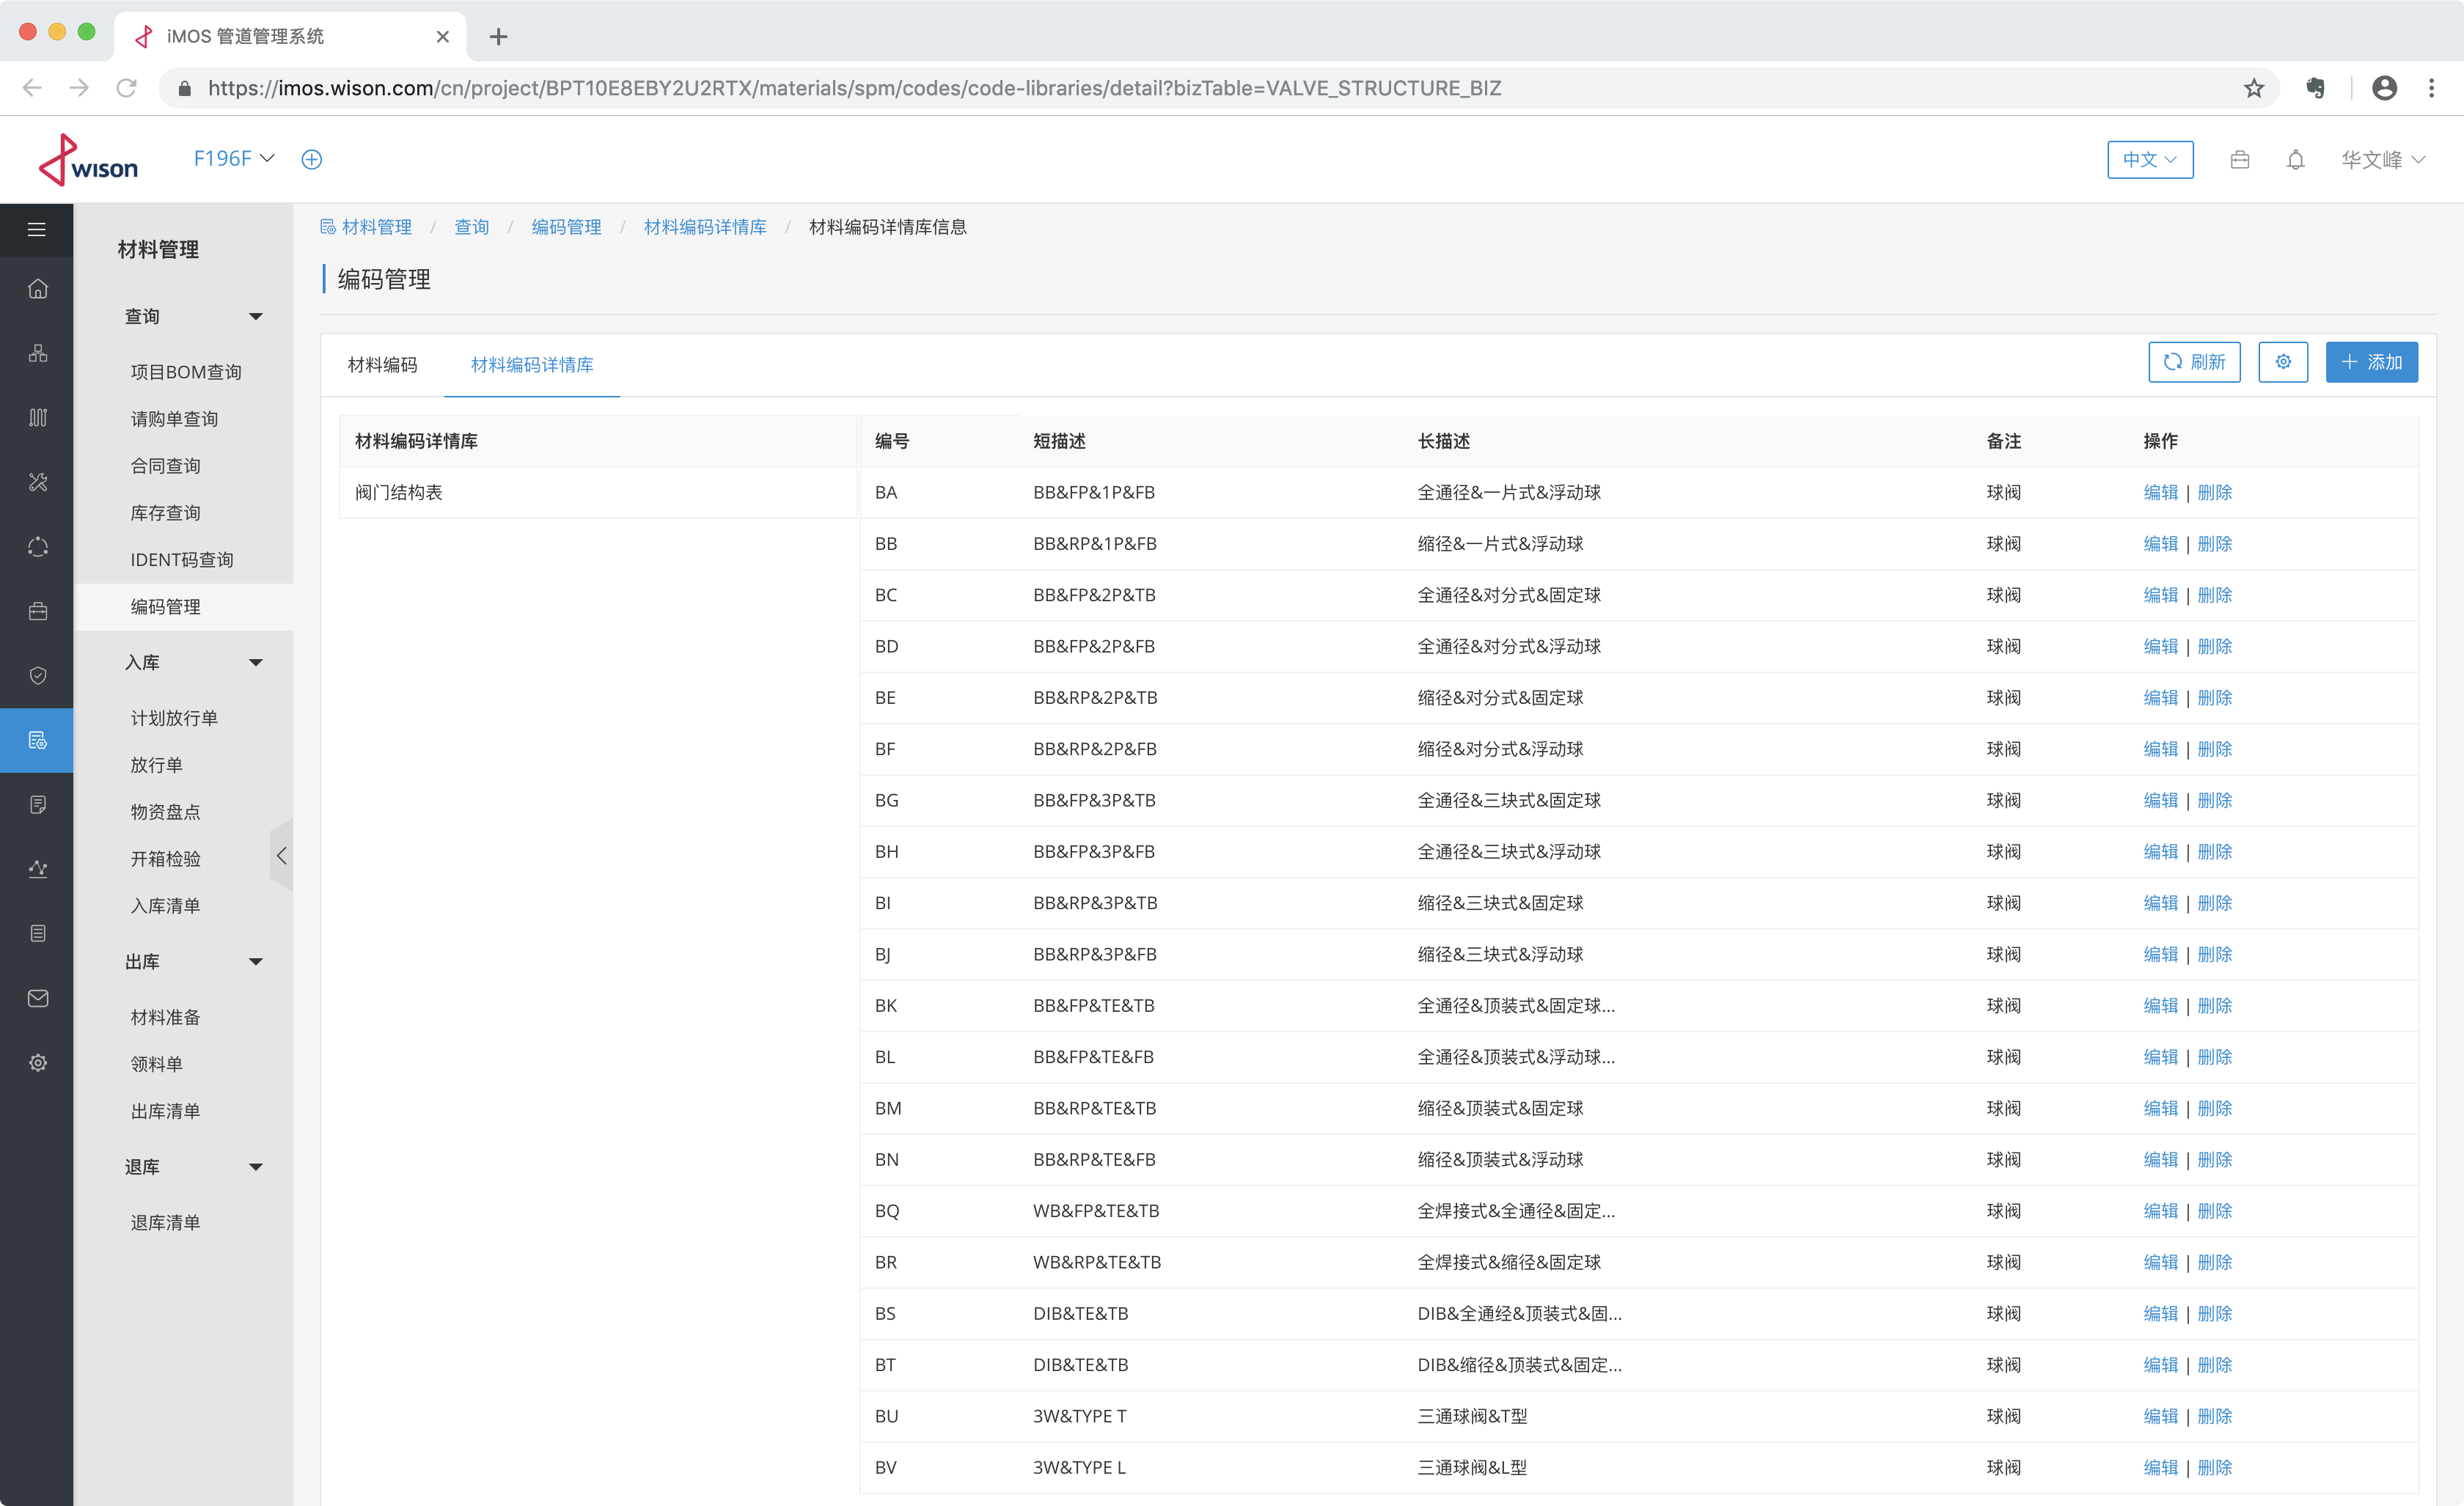 iMOS 管道管理系统
https://imos.wison.com/cn/project/BPT10E8EBY2U2RTX/materials/spm/codes/code-libraries/detail?bizTable=VALVE_STRUCTURE_BIZ
wison F196F 中文 华文峰
材料管理 / 查询 / 编码管理 / 材料编码详情库 / 材料编码详情库信息
编码管理
材料管理
查询
项目BOM查询
请购单查询
合同查询
库存查询
IDENT码查询
编码管理
入库
计划放行单
放行单
物资盘点
开箱检验
入库清单
出库
材料准备
领料单
出库清单
退库
退库清单
材料编码 材料编码详情库 刷新 添加
材料编码详情库
阀门结构表
编号 短描述 长描述 备注 操作
BA BB&FP&1P&FB 全通径&一片式&浮动球 球阀 编辑 | 删除
BB BB&RP&1P&FB 缩径&一片式&浮动球 球阀 编辑 | 删除
BC BB&FP&2P&TB 全通径&对分式&固定球 球阀 编辑 | 删除
BD BB&FP&2P&FB 全通径&对分式&浮动球 球阀 编辑 | 删除
BE BB&RP&2P&TB 缩径&对分式&固定球 球阀 编辑 | 删除
BF BB&RP&2P&FB 缩径&对分式&浮动球 球阀 编辑 | 删除
BG BB&FP&3P&TB 全通径&三块式&固定球 球阀 编辑 | 删除
BH BB&FP&3P&FB 全通径&三块式&浮动球 球阀 编辑 | 删除
BI BB&RP&3P&TB 缩径&三块式&固定球 球阀 编辑 | 删除
BJ BB&RP&3P&FB 缩径&三块式&浮动球 球阀 编辑 | 删除
BK BB&FP&TE&TB 全通径&顶装式&固定球... 球阀 编辑 | 删除
BL BB&FP&TE&FB 全通径&顶装式&浮动球... 球阀 编辑 | 删除
BM BB&RP&TE&TB 缩径&顶装式&固定球 球阀 编辑 | 删除
BN BB&RP&TE&FB 缩径&顶装式&浮动球 球阀 编辑 | 删除
BQ WB&FP&TE&TB 全焊接式&全通径&固定... 球阀 编辑 | 删除
BR WB&RP&TE&TB 全焊接式&缩径&固定球 球阀 编辑 | 删除
BS DIB&TE&TB DIB&全通经&顶装式&固... 球阀 编辑 | 删除
BT DIB&TE&TB DIB&缩径&顶装式&固定... 球阀 编辑 | 删除
BU 3W&TYPE T 三通球阀&T型 球阀 编辑 | 删除
BV 3W&TYPE L 三通球阀&L型 球阀 编辑 | 删除